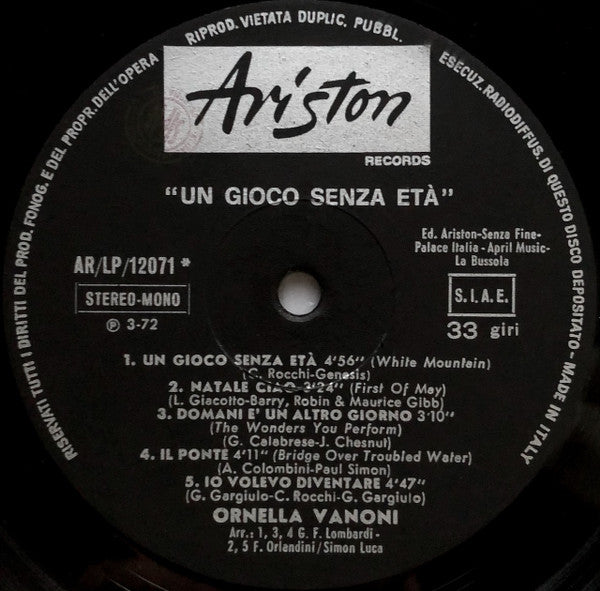 RISERVATI TUTTI I DIRITTI DEL PROD. FONOG. E DEL PROPR. DELL'OPERA
RIPROD. VIETATA DUPLIC. PUBBL.
ESECUZ. RADIODIFFUS. DI QUESTO DISCO DEPOSITATO - MADE IN ITALY
Ariston
RECORDS
"UN GIOCO SENZA ETÀ"
Ed. Ariston-Senza Fine-
Palace Italia - April Music-
La Bussola
AR/LP/12071 *
STEREO-MONO
Ⓟ 3-72
S.I.A.E.
33 giri
1. UN GIOCO SENZA ETÀ 4'56" (White Mountain)
(C. Rocchi-Genesis)
2. NATALE CIAO 3'24" (First Of May)
(L. Giacotto-Barry, Robin & Maurice Gibb)
3. DOMANI E' UN ALTRO GIORNO 3'10"
(The Wonders You Perform)
(G. Calabrese-J. Chesnut)
4. IL PONTE 4'11" (Bridge Over Troubled Water)
(A. Colombini-Paul Simon)
5. IO VOLEVO DIVENTARE 4'47"
(G. Gargiulo-C. Rocchi-G. Gargiulo)
ORNELLA VANONI
Arr.: 1, 3, 4 G. F. Lombardi -
2, 5 F. Orlandini/Simon Luca